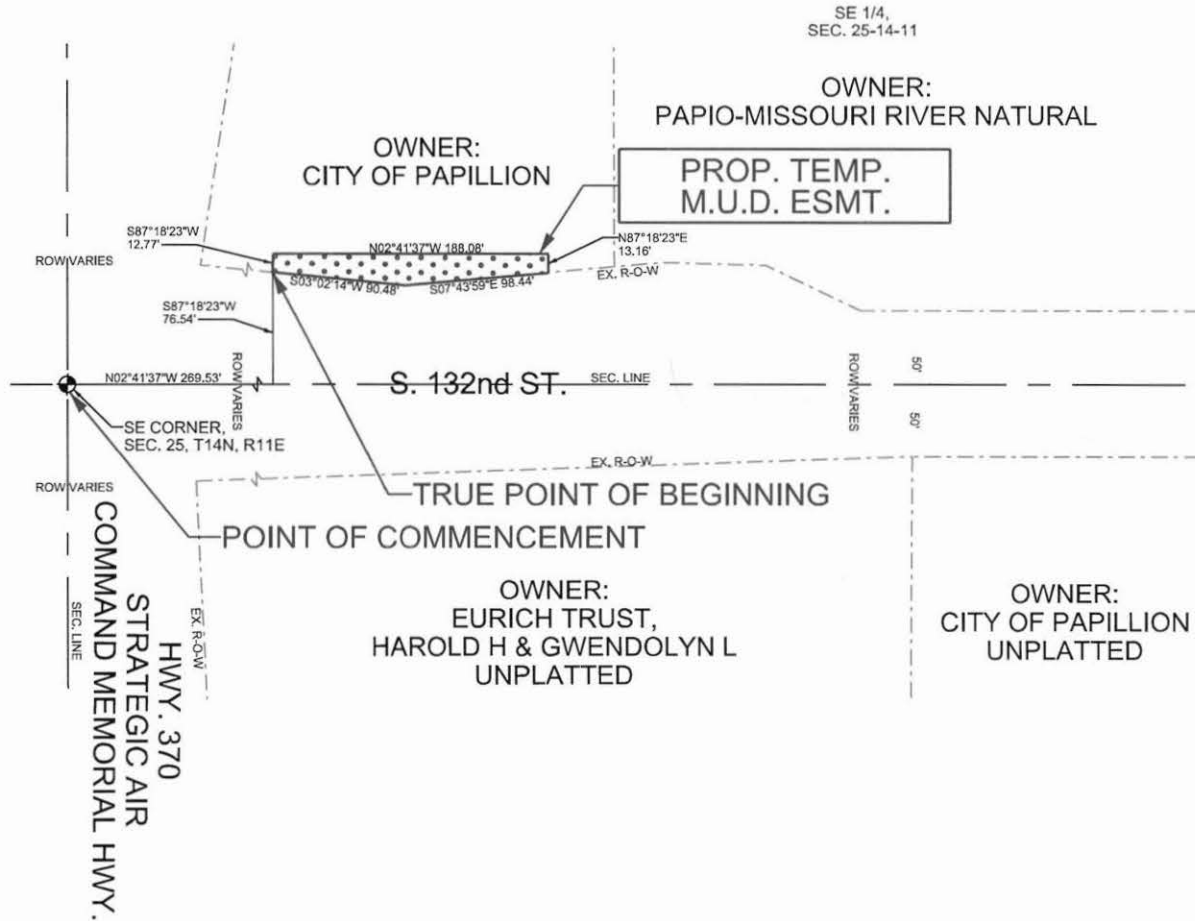 SE 1/4,
SEC. 25-14-11
OWNER:
PAPIO-MISSOURI RIVER NATURAL
OWNER:
CITY OF PAPILLION
PROP. TEMP.
M.U.D. ESMT.
S87°18'23"W
12.77'
N02°41'37"W 188.08'
N87°18'23"E
13.16'
ROW VARIES
EX. R-O-W
S03°02'14"W 90.48'
S07°43'59"E 98.44'
S87°18'23"W
76.54'
ROW VARIES
ROW VARIES
50'
N02°41'37"W 269.53'
S. 132nd ST.
SEC. LINE
50'
SE CORNER,
SEC. 25, T14N, R11E
EX. R-O-W
ROW VARIES
TRUE POINT OF BEGINNING
POINT OF COMMENCEMENT
OWNER:
EURICH TRUST,
HAROLD H & GWENDOLYN L
UNPLATTED
OWNER:
CITY OF PAPILLION
UNPLATTED
SEC. LINE
EX. R-O-W
HWY. 370
STRATEGIC AIR
COMMAND MEMORIAL HWY.